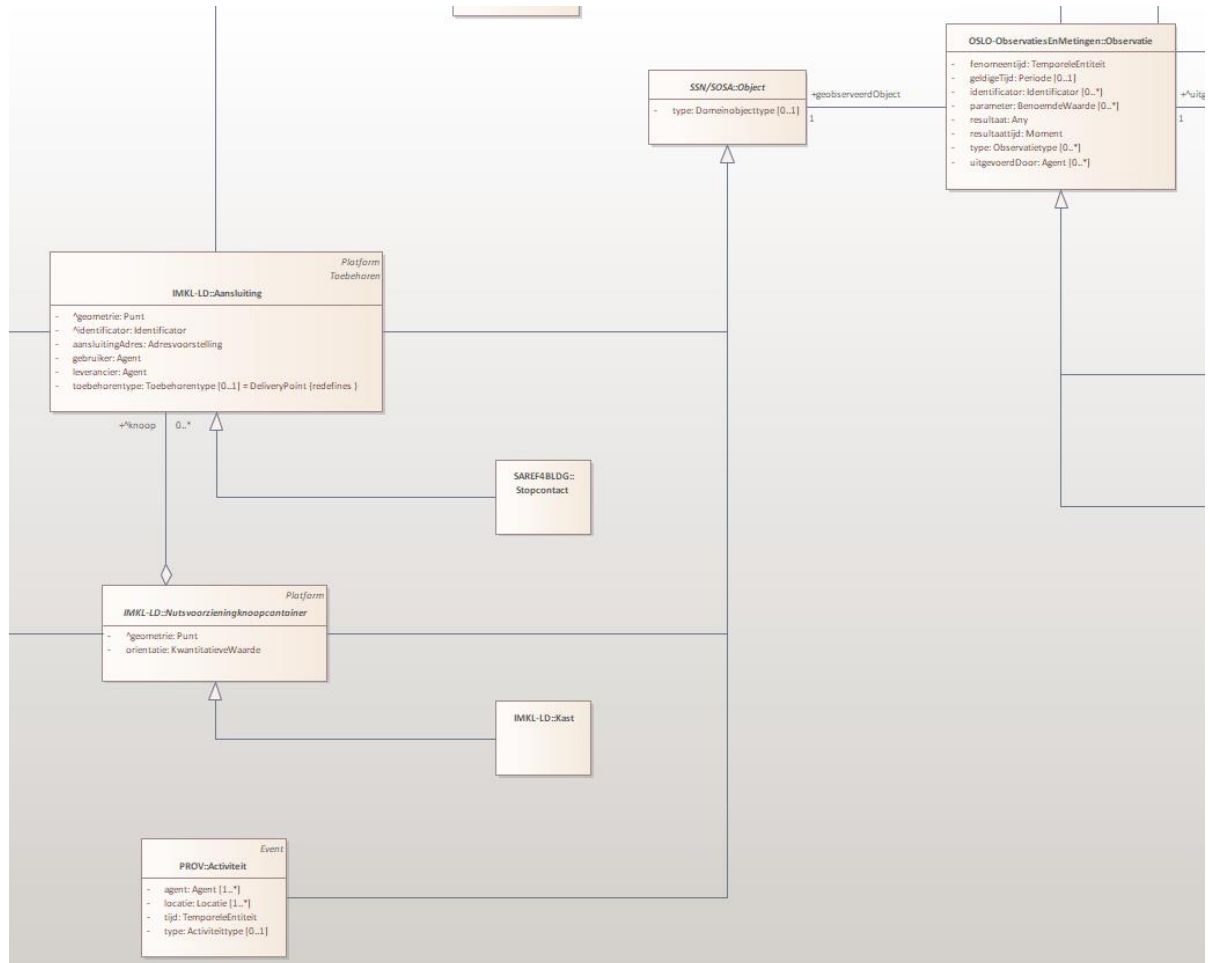 OSLO-ObservatiesEnMetingen::Observatie
- fenomeentijd: TemporeleEntiteit
- geldigeTijd: Periode [0..1]
- identificator: Identificator [0..*]
- parameter: BenoemdeWaarde [0..*]
- resultaat: Any
- resultaattijd: Moment
- type: Observatietype [0..*]
- uitgevoerdDoor: Agent [0..*]
SSN/SOSA::Object
- type: Domeinobjecttype [0..1]
+geobserveerdObject
1
+^uitg
1
Platform
Toebehoren
IMKL-LD::Aansluiting
- ^geometrie: Punt
- ^identificator: Identificator
- aansluitingAdres: Adresvoorstelling
- gebruiker: Agent
- leverancier: Agent
- toebehorentype: Toebehorentype [0..1] = DeliveryPoint {redefines }
+^knoop 0..*
SAREF4BLDG::
Stopcontact
Platform
IMKL-LD::Nutsvoorzieningknoopcontainer
- ^geometrie: Punt
- orientatie: KwantitatieveWaarde
IMKL-LD::Kast
Event
PROV::Activiteit
- agent: Agent [1..*]
- locatie: Locatie [1..*]
- tijd: TemporeleEntiteit
- type: Activiteittype [0..1]